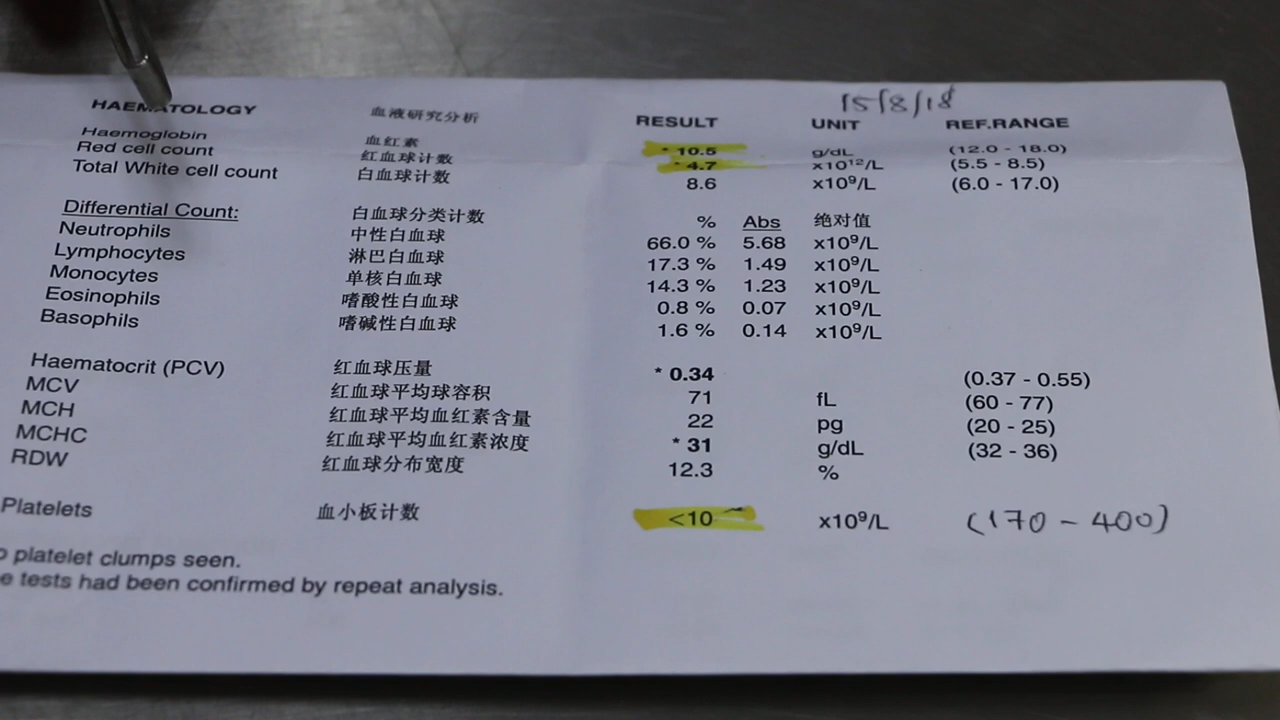 15/8/18
HAEMATOLOGY 血液研究分析 RESULT UNIT REF.RANGE
Haemoglobin 血红素 * 10.5 g/dL (12.0 - 18.0)
Red cell count 红血球计数 * 4.7 x10¹²/L (5.5 - 8.5)
Total White cell count 白血球计数 8.6 x10⁹/L (6.0 - 17.0)
Differential Count: 白血球分类计数 % Abs 绝对值
Neutrophils 中性白血球 66.0 % 5.68 x10⁹/L
Lymphocytes 淋巴白血球 17.3 % 1.49 x10⁹/L
Monocytes 单核白血球 14.3 % 1.23 x10⁹/L
Eosinophils 嗜酸性白血球 0.8 % 0.07 x10⁹/L
Basophils 嗜碱性白血球 1.6 % 0.14 x10⁹/L
Haematocrit (PCV) 红血球压量 * 0.34 (0.37 - 0.55)
MCV 红血球平均球容积 71 fL (60 - 77)
MCH 红血球平均血红素含量 22 pg (20 - 25)
MCHC 红血球平均血红素浓度 * 31 g/dL (32 - 36)
RDW 红血球分布宽度 12.3 %
Platelets 血小板计数 <10 x10⁹/L (170 - 400)
platelet clumps seen.
tests had been confirmed by repeat analysis.